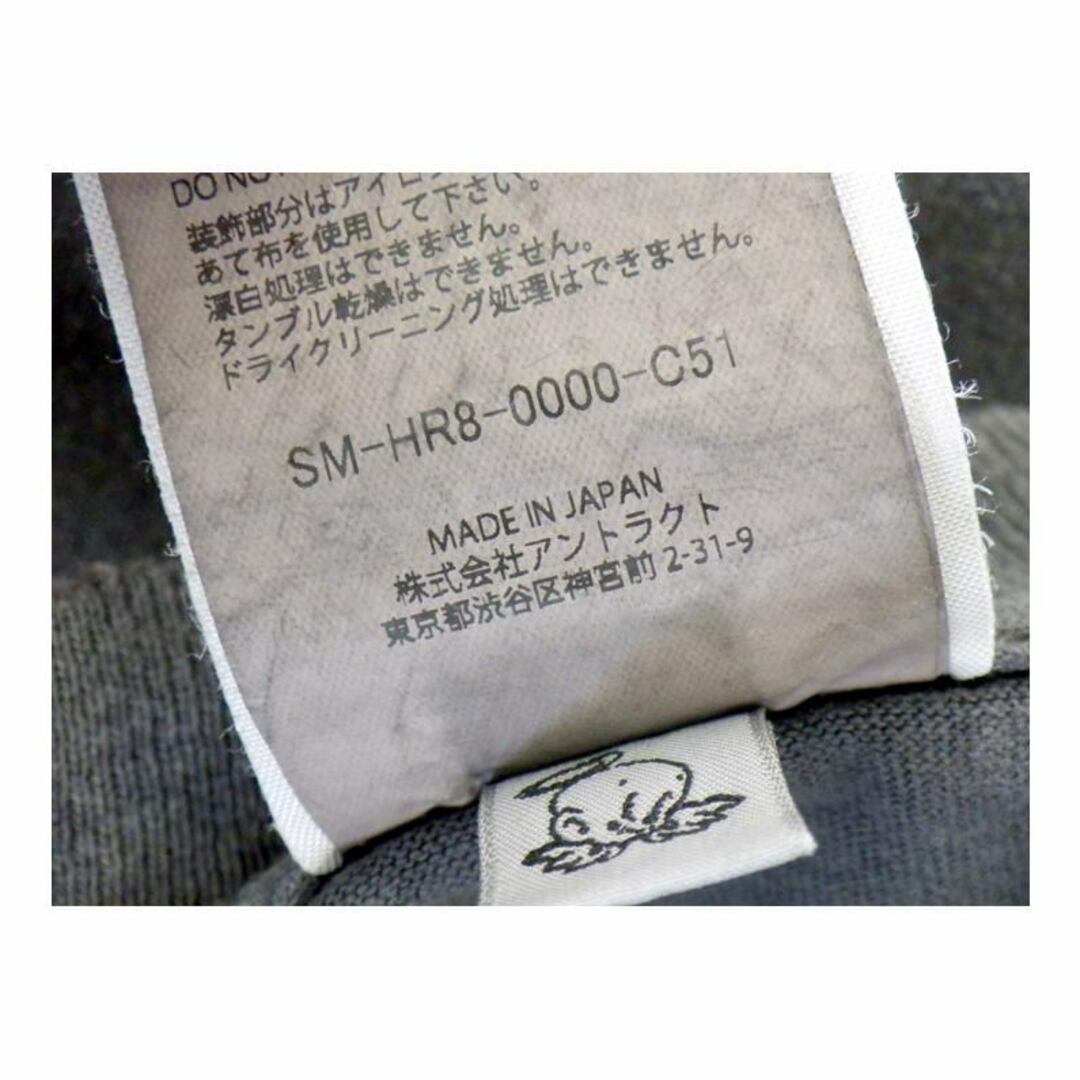 DO NOT
装飾部分はアイロン
あて布を使用して下さい。
漂白処理はできません。
タンブル乾燥はできません。
ドライクリーニング処理はできません。
SM-HR8-0000-C51
MADE IN JAPAN
株式会社アントラクト
東京都渋谷区神宮前 2-31-9